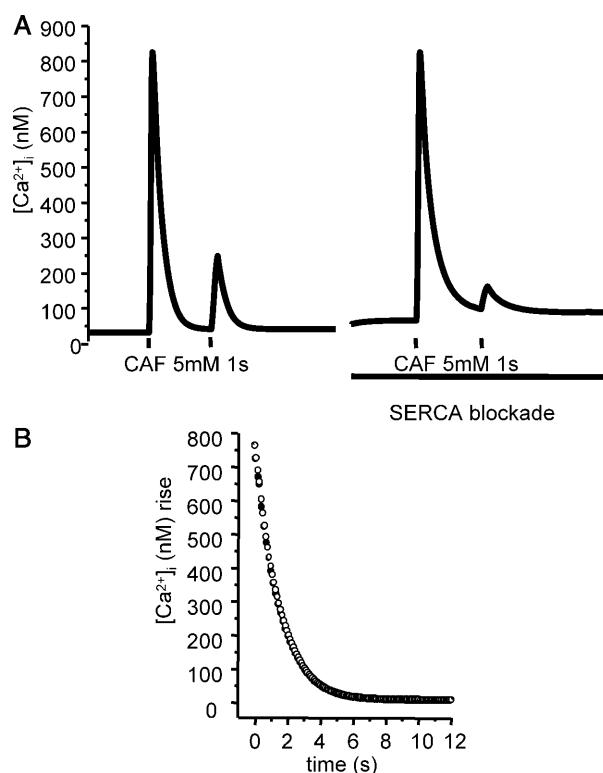 A
900
800
700
600
500
400
300
200
100
0
[Ca²⁺]ᵢ (nM)
CAF 5mM 1s
CAF 5mM 1s
SERCA blockade
B
800
700
600
500
400
300
200
100
0
[Ca²⁺]ᵢ (nM) rise
0 2 4 6 8 10 12
time (s)